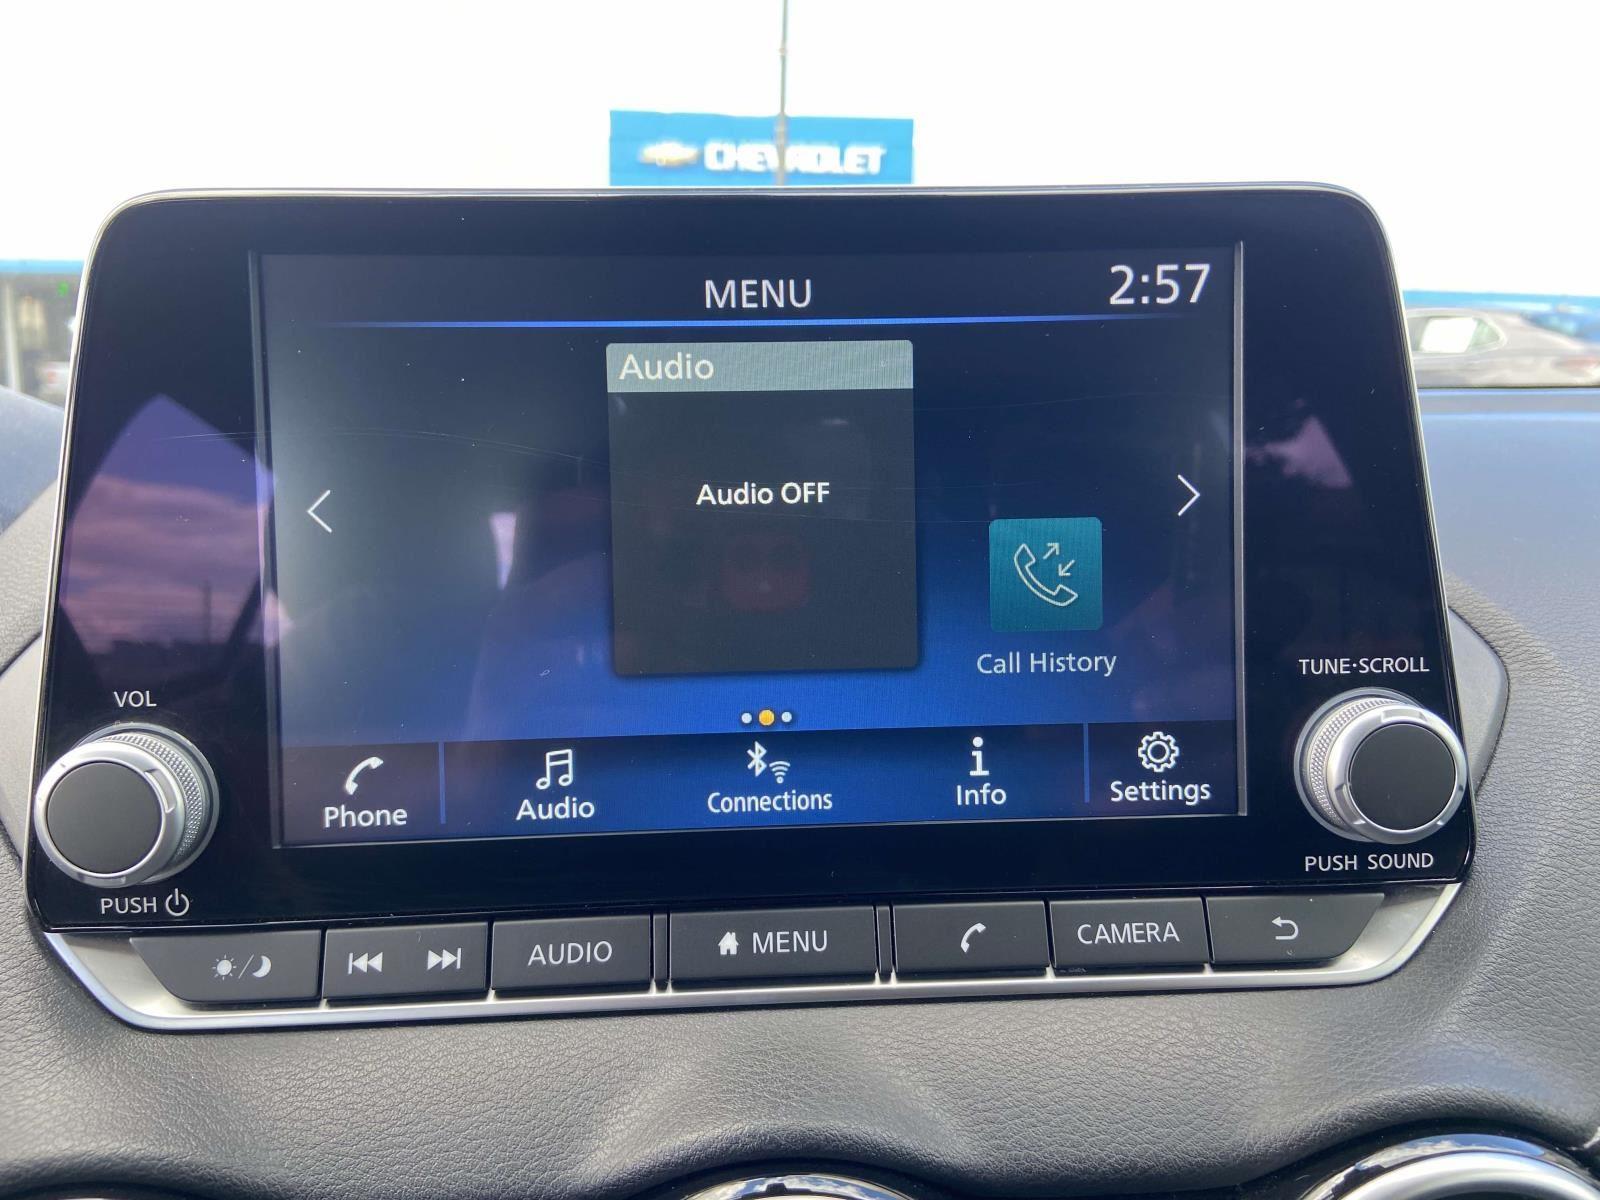 CHEVROLET
MENU
2:57
Audio
Audio OFF
Call History
Phone
Audio
Connections
Info
Settings
VOL
PUSH
TUNE·SCROLL
PUSH SOUND
AUDIO
MENU
CAMERA